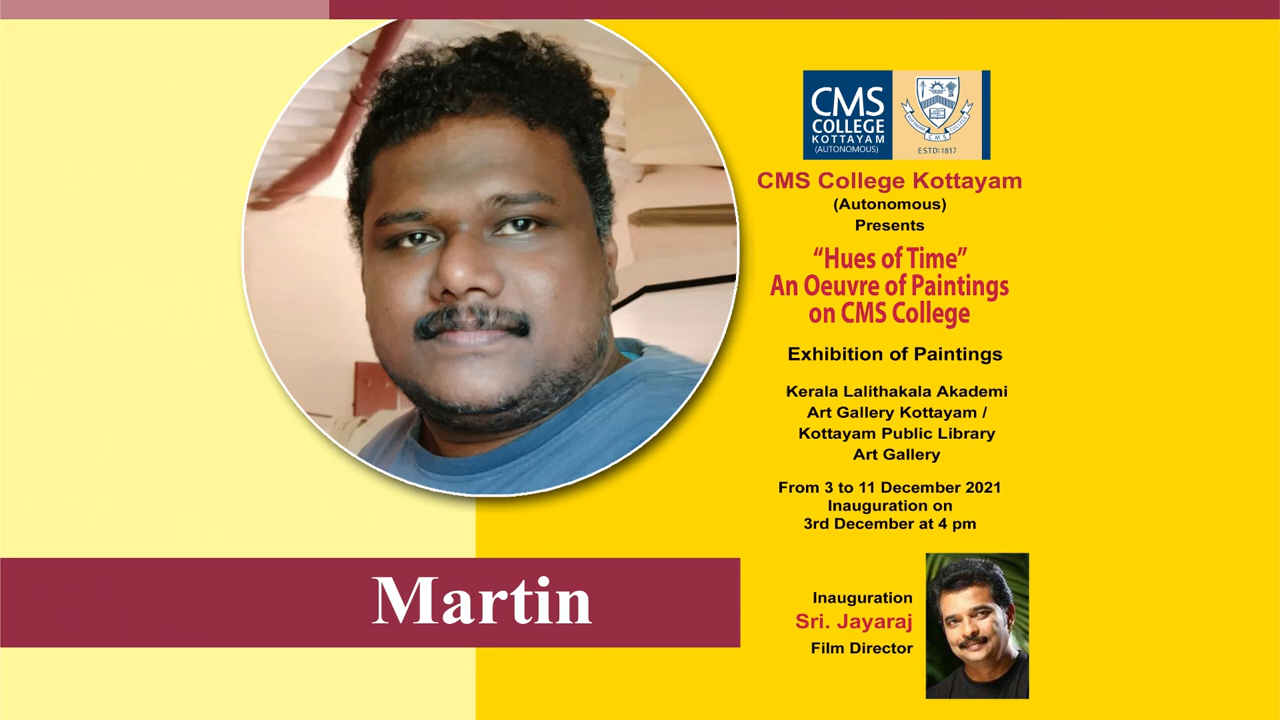 CMS
COLLEGE
KOTTAYAM
(AUTONOMOUS)
CMS
ESTD:1817
CMS College Kottayam
(Autonomous)
Presents
“Hues of Time”
An Oeuvre of Paintings
on CMS College
Exhibition of Paintings
Kerala Lalithakala Akademi
Art Gallery Kottayam /
Kottayam Public Library
Art Gallery
From 3 to 11 December 2021
Inauguration on
3rd December at 4 pm
Martin
Inauguration
Sri. Jayaraj
Film Director